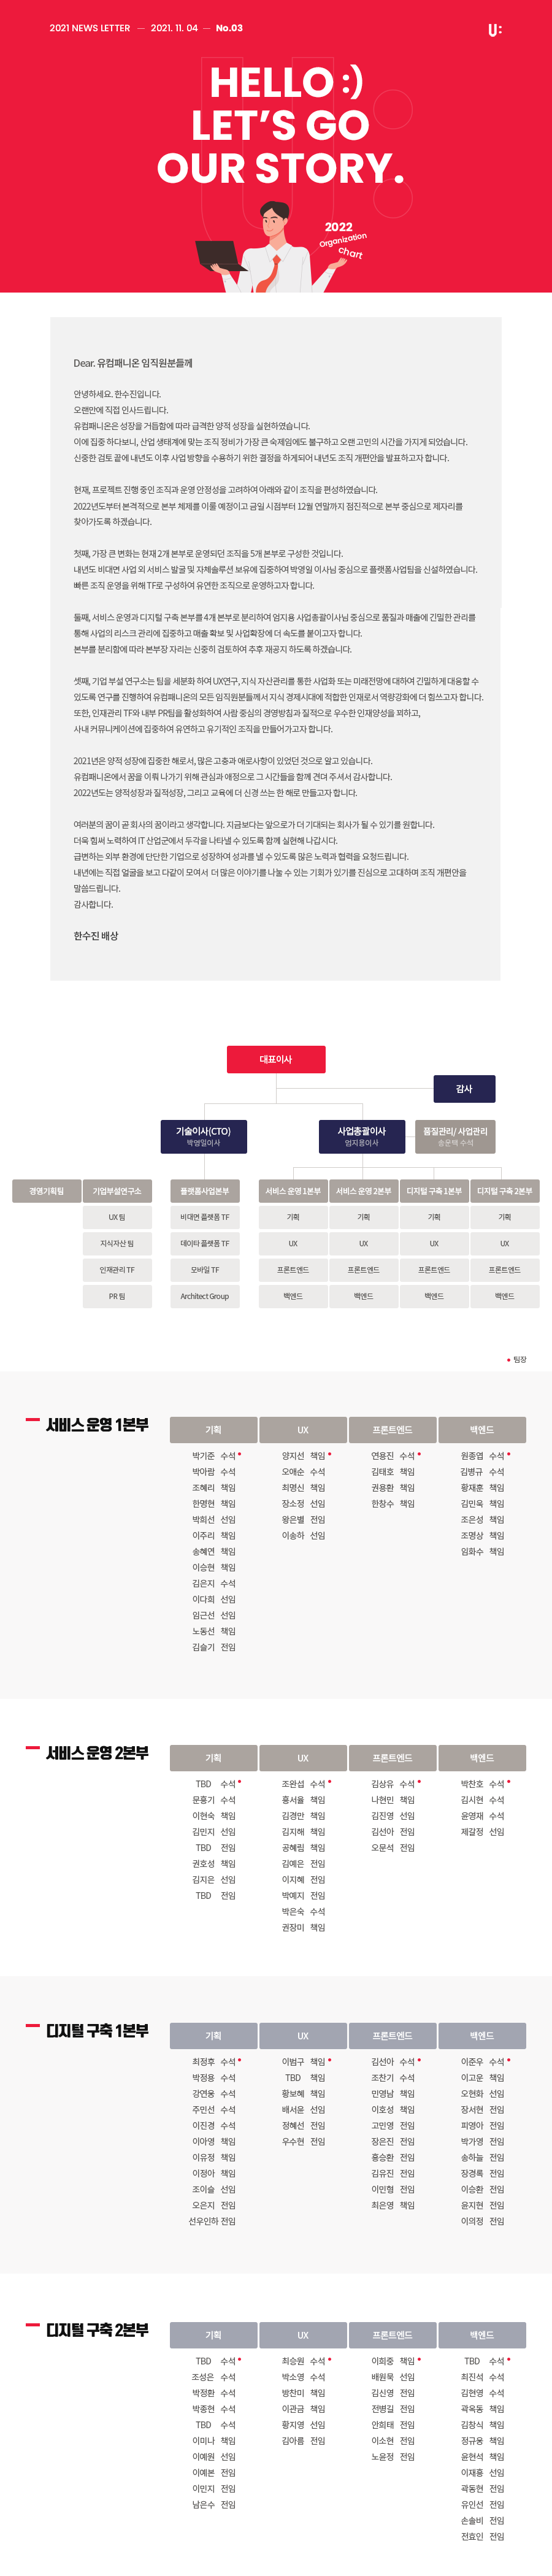 2021 NEWS LETTER — 2021. 11. 04 — No.03
U:
HELLO :)
LET'S GO
OUR STORY.
2022
Organization
chart
Dear. 유컴패니온 임직원분들께
안녕하세요. 한수진입니다.
오랜만에 직접 인사드립니다.
유컴패니온은 성장을 거듭함에 따라 급격한 양적 성장을 실현하였습니다.
이에 집중 하다보니, 산업 생태계에 맞는 조직 정비가 가장 큰 숙제임에도 불구하고 오랜 고민의 시간을 가지게 되었습니다.
신중한 검토 끝에 내년도 이후 사업 방향을 수용하기 위한 결정을 하게되어 내년도 조직 개편안을 발표하고자 합니다.
현재, 프로젝트 진행 중인 조직과 운영 안정성을 고려하여 아래와 같이 조직을 편성하였습니다.
2022년도부터 본격적으로 본부 체제를 이룰 예정이고 금일 시점부터 12월 연말까지 점진적으로 본부 중심으로 제자리를
찾아가도록 하겠습니다.
첫째, 가장 큰 변화는 현재 2개 본부로 운영되던 조직을 5개 본부로 구성한 것입니다.
내년도 비대면 사업 외 서비스 발굴 및 자체솔루션 보유에 집중하여 박영일 이사님 중심으로 플랫폼사업팀을 신설하였습니다.
빠른 조직 운영을 위해 TF로 구성하여 유연한 조직으로 운영하고자 합니다.
둘째, 서비스 운영과 디지털 구축 본부를 4개 본부로 분리하여 엄지용 사업총괄이사님 중심으로 품질과 매출에 긴밀한 관리를
통해 사업의 리스크 관리에 집중하고 매출 확보 및 사업확장에 더 속도를 붙이고자 합니다.
본부를 분리함에 따라 본부장 자리는 신중히 검토하여 추후 재공지 하도록 하겠습니다.
셋째, 기업 부설 연구소는 팀을 세분화 하여 UX연구, 지식 자산관리를 통한 사업화 또는 미래전망에 대하여 긴밀하게 대응할 수
있도록 연구를 진행하여 유컴패니온의 모든 임직원분들께서 지식 경제시대에 적합한 인재로서 역량강화에 더 힘쓰고자 합니다.
또한, 인재관리 TF와 내부 PR팀을 활성화하여 사람 중심의 경영방침과 질적으로 우수한 인재양성을 꾀하고,
사내 커뮤니케이션에 집중하여 유연하고 유기적인 조직을 만들어가고자 합니다.
2021년은 양적 성장에 집중한 해로서, 많은 고충과 애로사항이 있었던 것으로 알고 있습니다.
유컴패니온에서 꿈을 이뤄 나가기 위해 관심과 애정으로 그 시간들을 함께 견뎌 주셔서 감사합니다.
2022년도는 양적성장과 질적성장, 그리고 교육에 더 신경 쓰는 한 해로 만들고자 합니다.
여러분의 꿈이 곧 회사의 꿈이라고 생각합니다. 지금보다는 앞으로가 더 기대되는 회사가 될 수 있기를 원합니다.
더욱 힘써 노력하여 IT 산업군에서 두각을 나타낼 수 있도록 함께 실현해 나갑시다.
급변하는 외부 환경에 단단한 기업으로 성장하여 성과를 낼 수 있도록 많은 노력과 협력을 요청드립니다.
내년에는 직접 얼굴을 보고 다같이 모여서 더 많은 이야기를 나눌 수 있는 기회가 있기를 진심으로 고대하며 조직 개편안을
말씀드립니다.
감사합니다.
한수진 배상
대표이사
감사
기술이사(CTO) 사업총괄이사 품질관리/ 사업관리
박영일이사 엄지용이사 송운백 수석
경영기획팀 기업부설연구소 플랫폼사업본부 서비스 운영 1본부 서비스 운영 2본부 디지털 구축 1본부 디지털 구축 2본부
UX 팀 비대면 플랫폼 TF 기획 기획 기획 기획
지식자산 팀 데이타 플랫폼 TF UX UX UX UX
인재관리 TF 모바일 TF 프론트엔드 프론트엔드 프론트엔드 프론트엔드
PR 팀 Architect Group 백엔드 백엔드 백엔드 백엔드
• 팀장
서비스 운영 1본부 기획 UX 프론트엔드 백엔드
박기준 수석 • 양지선 책임 • 연용진 수석 • 원종엽 수석 •
박아람 수석 오애순 수석 김태호 책임 김병규 수석
조혜리 책임 최명신 책임 권용환 책임 황재훈 책임
한명현 책임 장소정 선임 한창수 책임 김민욱 책임
박희선 선임 왕은별 전임 조은성 책임
이주리 책임 이송하 선임 조명상 책임
송혜연 책임 임화수 책임
이승현 책임
김은지 수석
이다희 선임
임근선 선임
노동선 책임
김슬기 전임
서비스 운영 2본부 기획 UX 프론트엔드 백엔드
TBD 수석 • 조완섭 수석 • 김상유 수석 • 박찬호 수석 •
문홍기 수석 홍서율 책임 나현민 책임 김시현 수석
이현숙 책임 김경만 책임 김진영 선임 윤영재 수석
김민지 선임 김지해 책임 김선아 전임 제갈정 선임
TBD 전임 공혜림 책임 오문석 전임
권호성 책임 김예은 전임
김지은 선임 이지혜 전임
TBD 전임 박예지 전임
박은숙 수석
권장미 책임
디지털 구축 1본부 기획 UX 프론트엔드 백엔드
최정후 수석 • 이범구 책임 • 김선아 수석 • 이준우 수석 •
박정용 수석 TBD 책임 조찬기 수석 이고운 책임
강연웅 수석 황보혜 책임 민영남 책임 오현화 선임
주민선 수석 배서윤 선임 이호성 책임 장서현 전임
이진경 수석 정혜선 전임 고민영 전임 피영아 전임
이아영 책임 우수현 전임 장은진 전임 박가영 전임
이유정 책임 홍승환 전임 송하늘 전임
이정아 책임 김유진 전임 장경록 전임
조이슬 선임 이민형 전임 이승환 전임
오은지 전임 최은영 책임 윤지현 전임
선우인하 전임 이의정 전임
디지털 구축 2본부 기획 UX 프론트엔드 백엔드
TBD 수석 • 최승원 수석 • 이희중 책임 • TBD 수석 •
조성은 수석 박소영 수석 배원묵 선임 최진석 수석
박정환 수석 방찬미 책임 김신영 전임 김현영 수석
박종현 수석 이관금 책임 전병길 전임 곽옥동 책임
TBD 수석 황지영 선임 안희태 전임 김창식 책임
이미나 책임 김아름 전임 이소현 전임 정규웅 책임
이예원 선임 노윤정 전임 윤현석 책임
이예본 전임 이재홍 선임
이민지 전임 곽동현 전임
남은수 전임 유인선 전임
손솔비 전임
전효인 전임